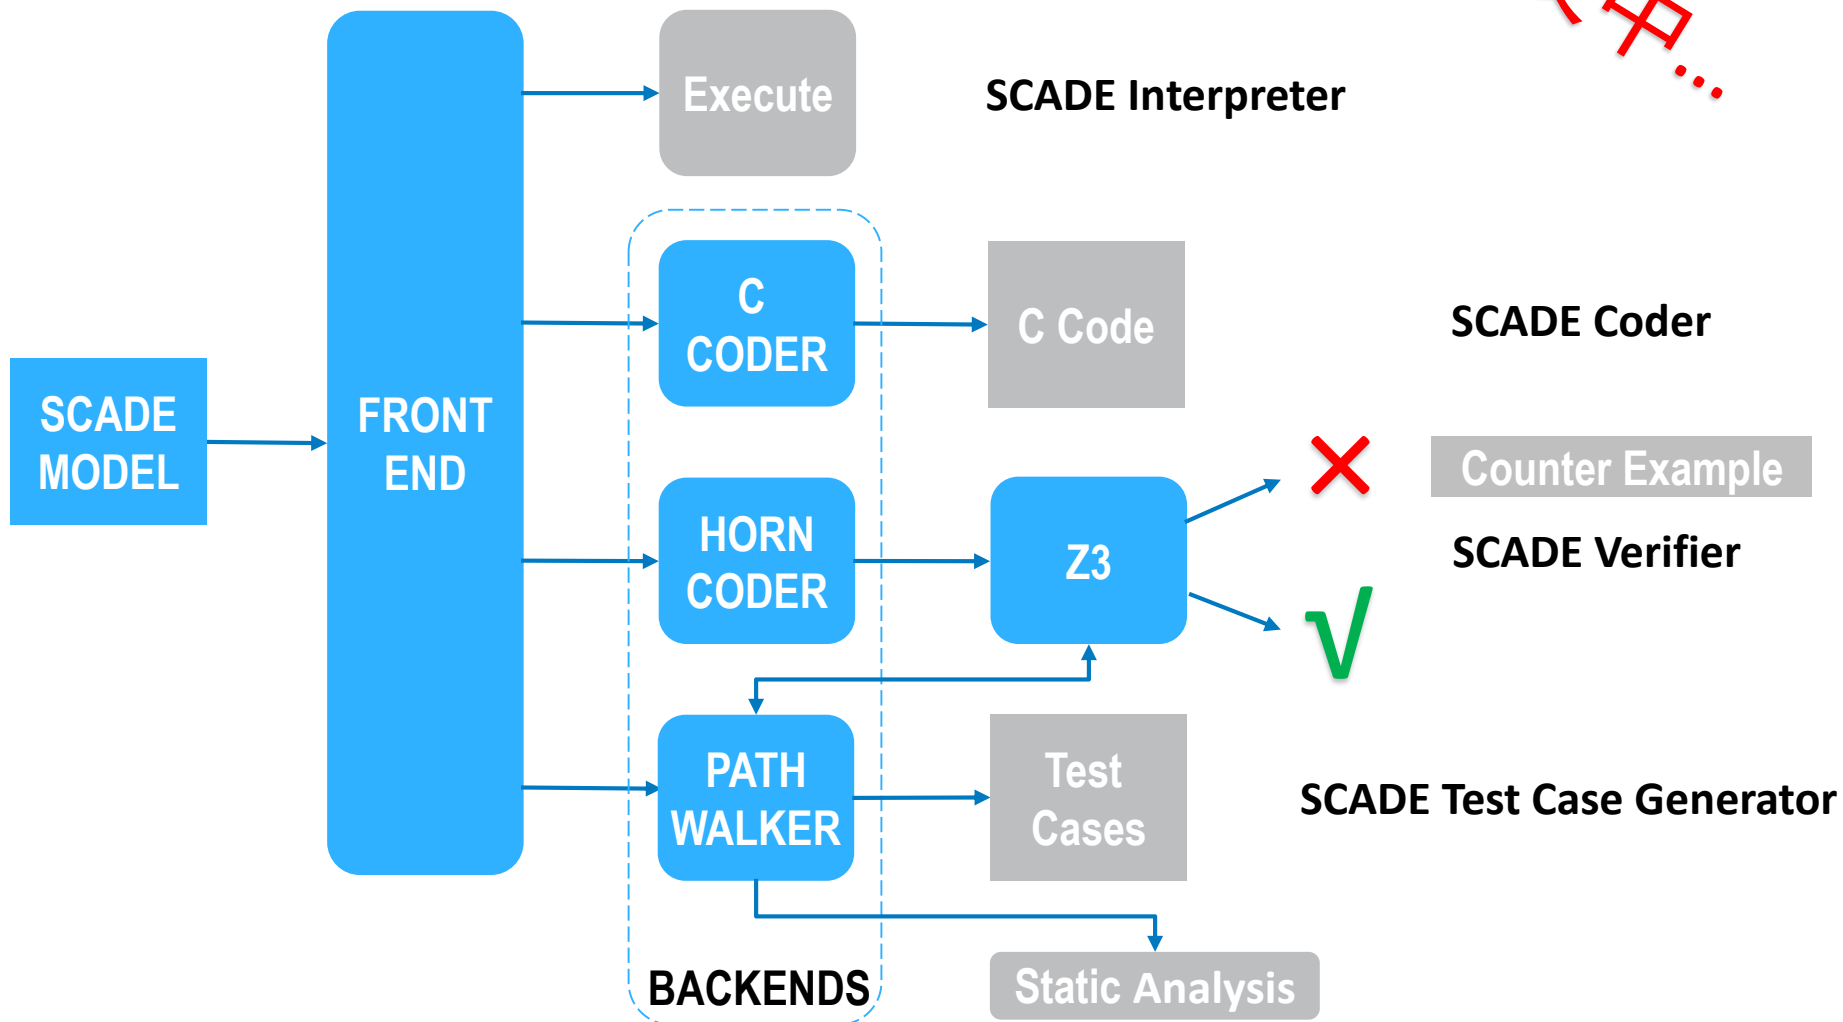 中...
Execute
SCADE Interpreter
C
CODER
C Code
SCADE Coder
SCADE
MODEL
FRONT
END
Counter Example
HORN
CODER
Z3
SCADE Verifier
√
PATH
WALKER
Test
Cases
SCADE Test Case Generator
BACKENDS
Static Analysis